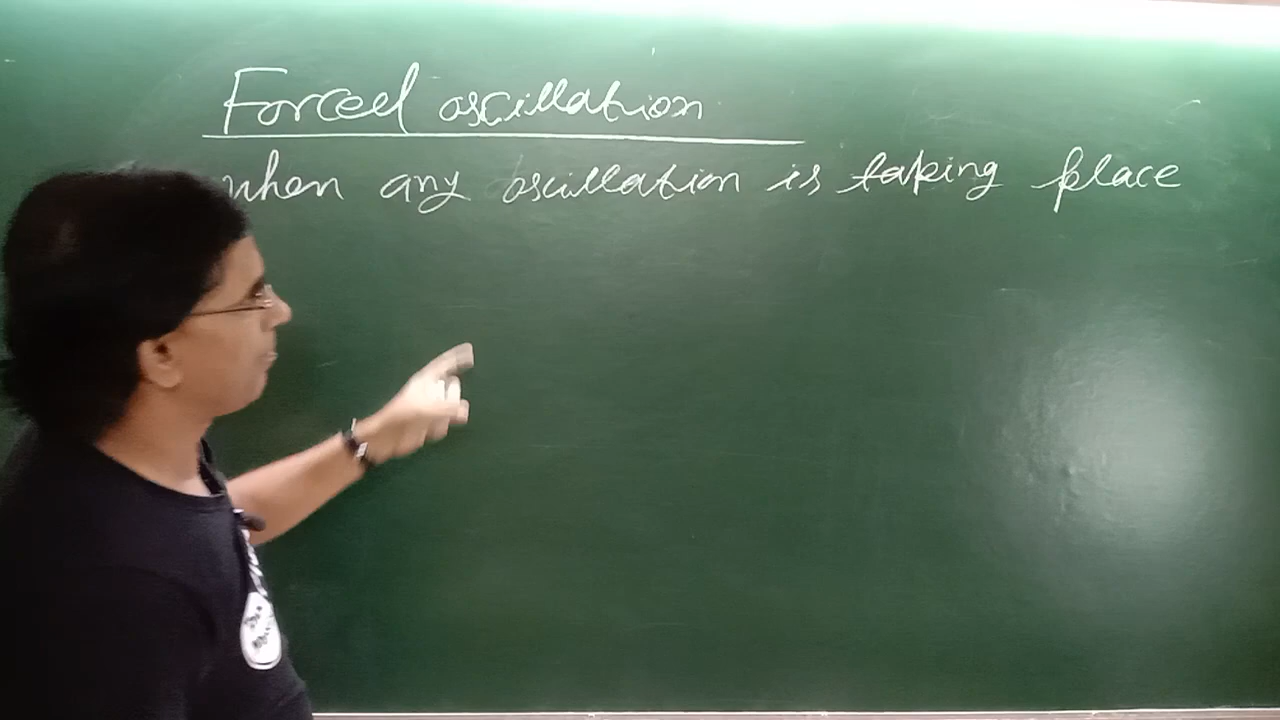 Forced oscillation
when any oscillation is taking place